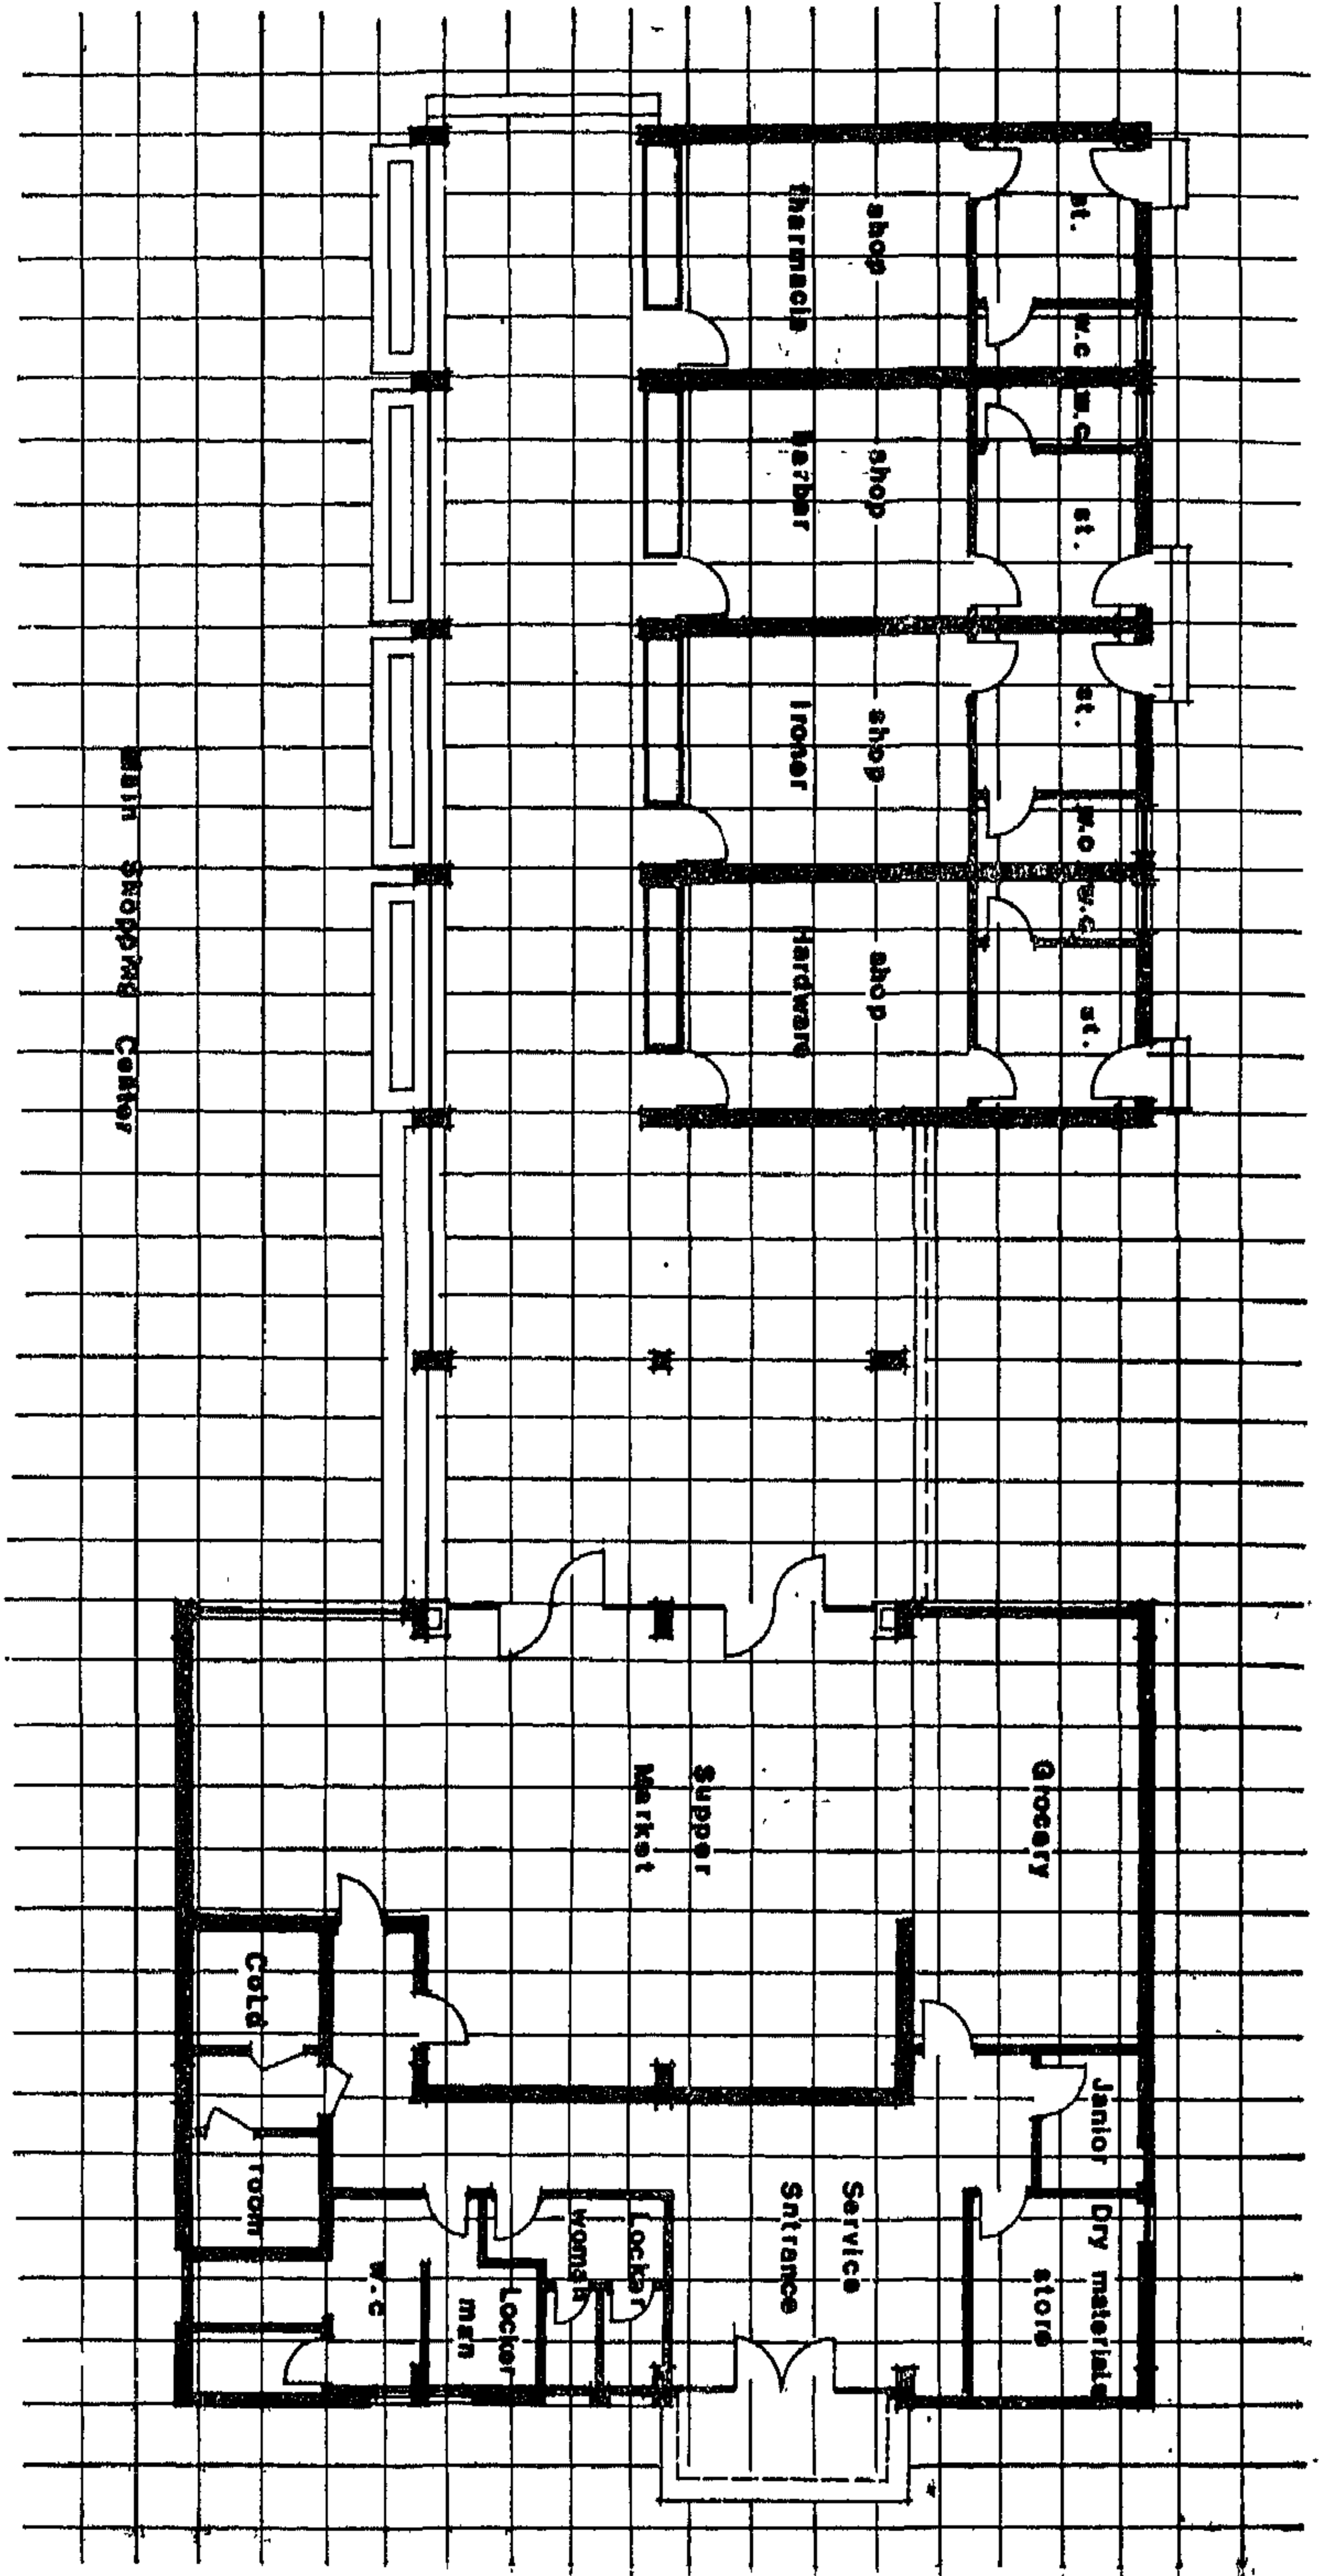 st.
W.C
W.C
st.
st.
W.C
W.C
st.
shop
Pharmacia
shop
Barbar
shop
Ironer
shop
Hardware
Grocery
Supper
Market
Janior
Dry materials
store
Service
Sntrance
Locker
woman
Locker
man
W.C
Cold
room
Main Shopping Center